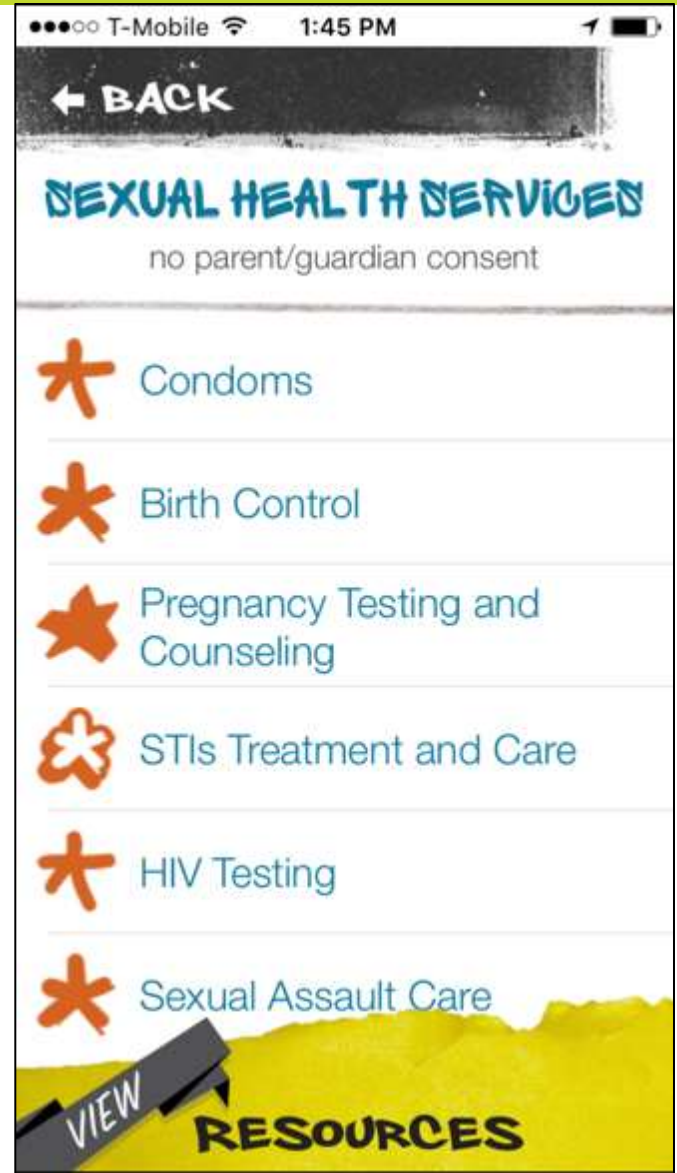 T-Mobile 1:45 PM
BACK
SEXUAL HEALTH SERVICES
no parent/guardian consent
Condoms
Birth Control
Pregnancy Testing and
Counseling
STIs Treatment and Care
HIV Testing
Sexual Assault Care
VIEW
RESOURCES